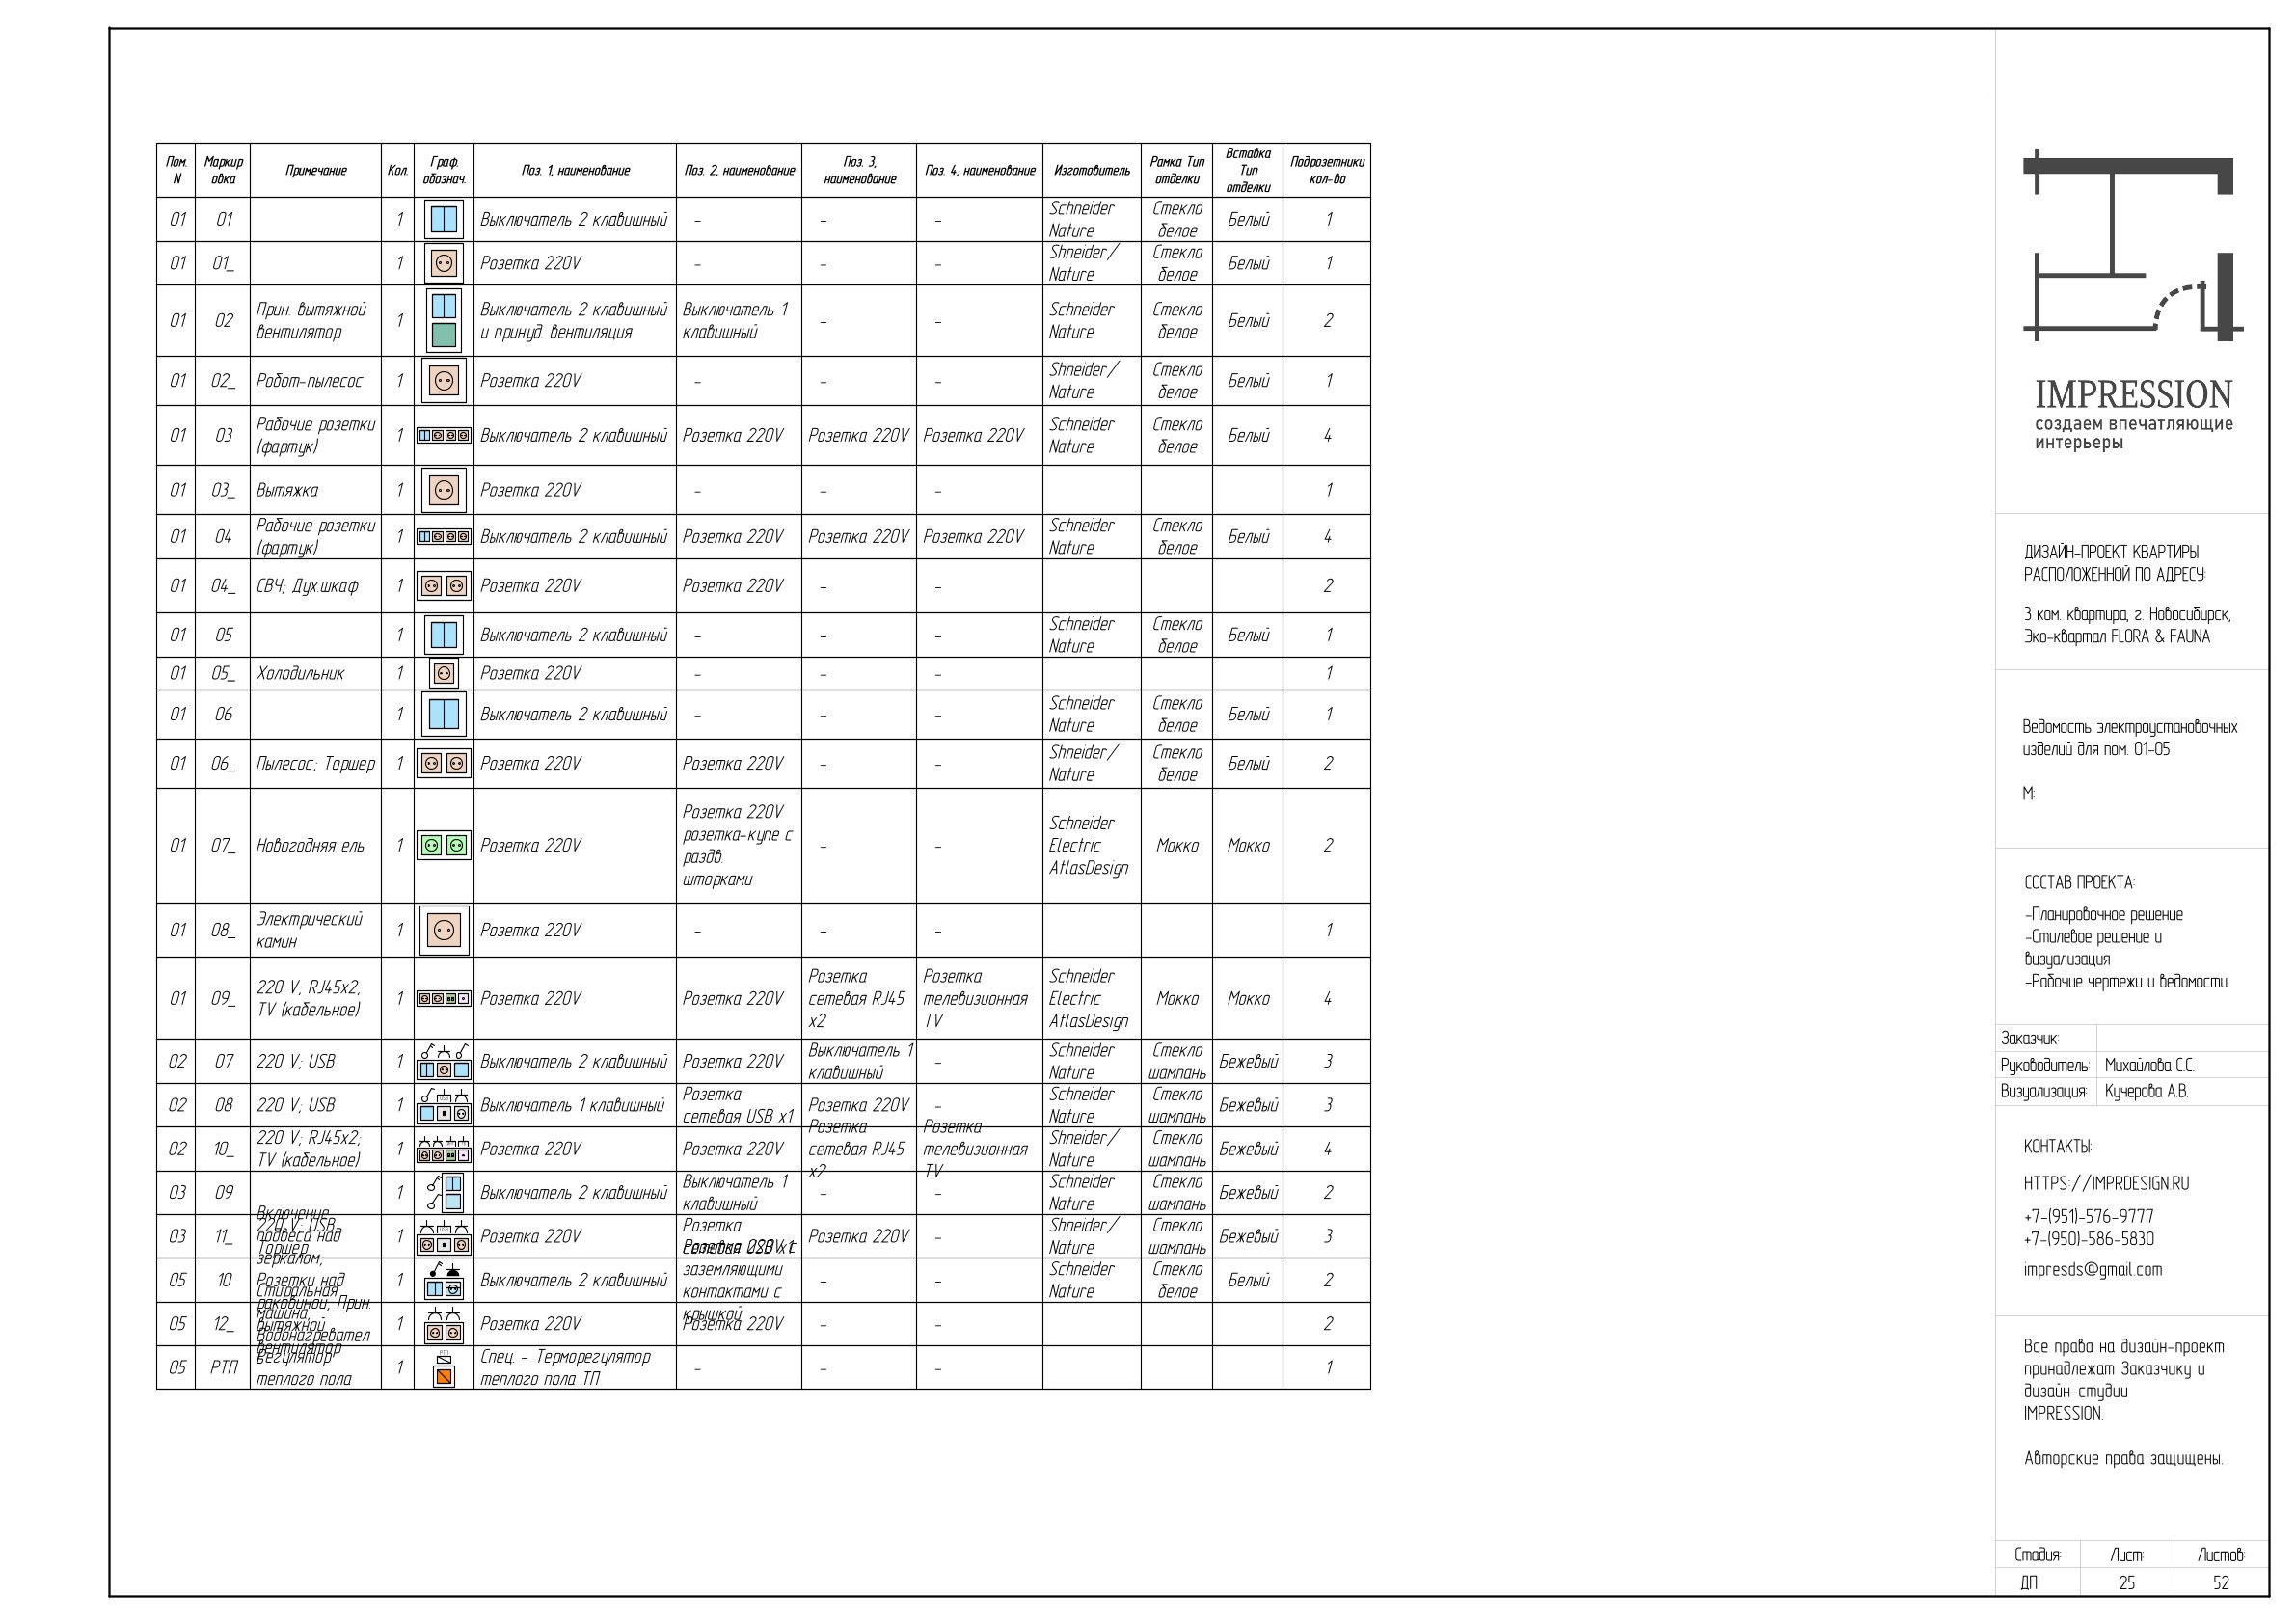 Пом. N Маркировка Примечание Кол. Граф. обознач. Поз. 1, наименование Поз. 2, наименование Поз. 3, наименование Поз. 4, наименование Изготовитель Рамка Тип отделки Вставка Тип отделки Подрозетники кол-во
01 01 1 Выключатель 2 клавишный - - - Schneider Nature Стекло белое Белый 1
01 01_ 1 Розетка 220V - - - Shneider/ Nature Стекло белое Белый 1
01 02 Прин. вытяжной вентилятор 1 Выключатель 2 клавишный и принуд. вентиляция Выключатель 1 клавишный - - Schneider Nature Стекло белое Белый 2
01 02_ Робот-пылесос 1 Розетка 220V - - - Shneider/ Nature Стекло белое Белый 1
01 03 Рабочие розетки (фартук) 1 Выключатель 2 клавишный Розетка 220V Розетка 220V Розетка 220V Schneider Nature Стекло белое Белый 4
01 03_ Вытяжка 1 Розетка 220V - - - 1
01 04 Рабочие розетки (фартук) 1 Выключатель 2 клавишный Розетка 220V Розетка 220V Розетка 220V Schneider Nature Стекло белое Белый 4
01 04_ СВЧ; Дух.шкаф 1 Розетка 220V Розетка 220V - - 2
01 05 1 Выключатель 2 клавишный - - - Schneider Nature Стекло белое Белый 1
01 05_ Холодильник 1 Розетка 220V - - - 1
01 06 1 Выключатель 2 клавишный - - - Schneider Nature Стекло белое Белый 1
01 06_ Пылесос; Торшер 1 Розетка 220V Розетка 220V - - Shneider/ Nature Стекло белое Белый 2
01 07_ Новогодняя ель 1 Розетка 220V Розетка 220V розетка-купе с раздв. шторками - - Schneider Electric AtlasDesign Мокко Мокко 2
01 08_ Электрический камин 1 Розетка 220V - - - 1
01 09_ 220 V; RJ45x2; TV (кабельное) 1 Розетка 220V Розетка 220V Розетка сетевая RJ45 x2 Розетка телевизионная TV Schneider Electric AtlasDesign Мокко Мокко 4
02 07 220 V; USB 1 Выключатель 2 клавишный Розетка 220V Выключатель 1 клавишный - Schneider Nature Стекло шампань Бежевый 3
02 08 220 V; USB 1 Выключатель 1 клавишный Розетка сетевая USB x1 Розетка 220V - Schneider Nature Стекло шампань Бежевый 3
02 10_ 220 V; RJ45x2; TV (кабельное) 1 Розетка 220V Розетка 220V Розетка сетевая RJ45 x2 Розетка телевизионная TV Shneider/ Nature Стекло шампань Бежевый 4
03 09 1 Выключатель 2 клавишный Выключатель 1 клавишный - - Schneider Nature Стекло шампань Бежевый 2
03 11_ 220 V; USB; Торшер 1 Розетка 220V Розетка сетевая USB x1 Розетка 220V - Shneider/ Nature Стекло шампань Бежевый 3
05 10 Включение подвеса над зеркалом; Розетки над раковиной; Прин. вытяжной вентилятор 1 Выключатель 2 клавишный Розетка 220V с заземляющими контактами с крышкой - - Schneider Nature Стекло белое Белый 2
05 12_ Стиральная машина; 1 Розетка 220V Розетка 220V - - 2
05 РТП Регулятор теплого пола 1 Спец. - Терморегулятор теплого пола ТП - - - 1
IMPRESSION
создаем впечатляющие
интерьеры
ДИЗАЙН-ПРОЕКТ КВАРТИРЫ
РАСПОЛОЖЕННОЙ ПО АДРЕСУ:
3 ком. квартира, г. Новосибирск,
Эко-квартал FLORA & FAUNA
Ведомость электроустановочных
изделий для пом. 01-05
М:
СОСТАВ ПРОЕКТА:
-Планировочное решение
-Стилевое решение и
визуализация
-Рабочие чертежи и ведомости
Заказчик:
Руководитель: Михайлова С.С.
Визуализация: Кучерова А.В.
КОНТАКТЫ:
HTTPS://IMPRDESIGN.RU
+7-(951)-576-9777
+7-(950)-586-5830
impresds@gmail.com
Все права на дизайн-проект
принадлежат Заказчику и
дизайн-студии
IMPRESSION.
Авторские права защищены.
Стадия: Лист: Листов:
ДП 25 52